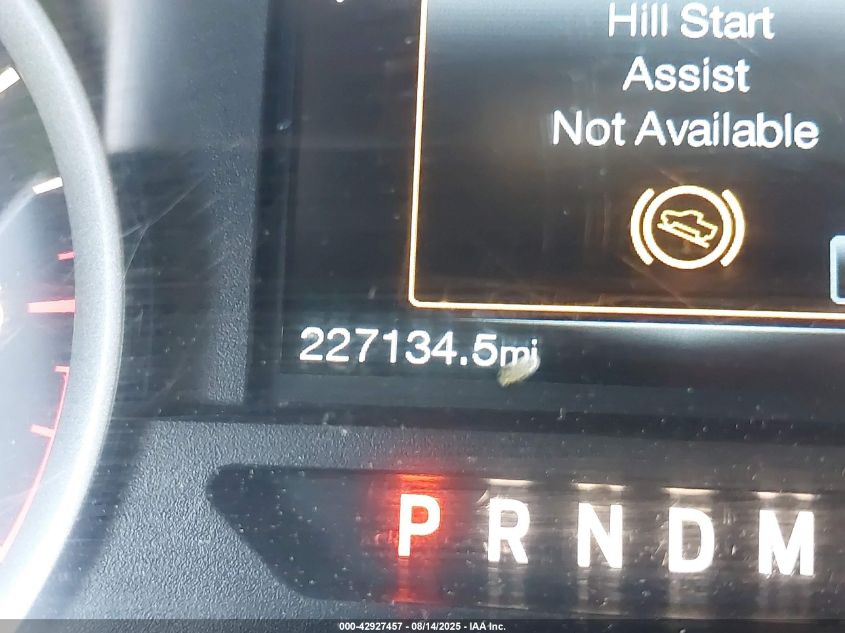 Hill Start
Assist
Not Available
227134.5mi
P R N D M
000-42927457 - 08/14/2025 - IAA Inc.